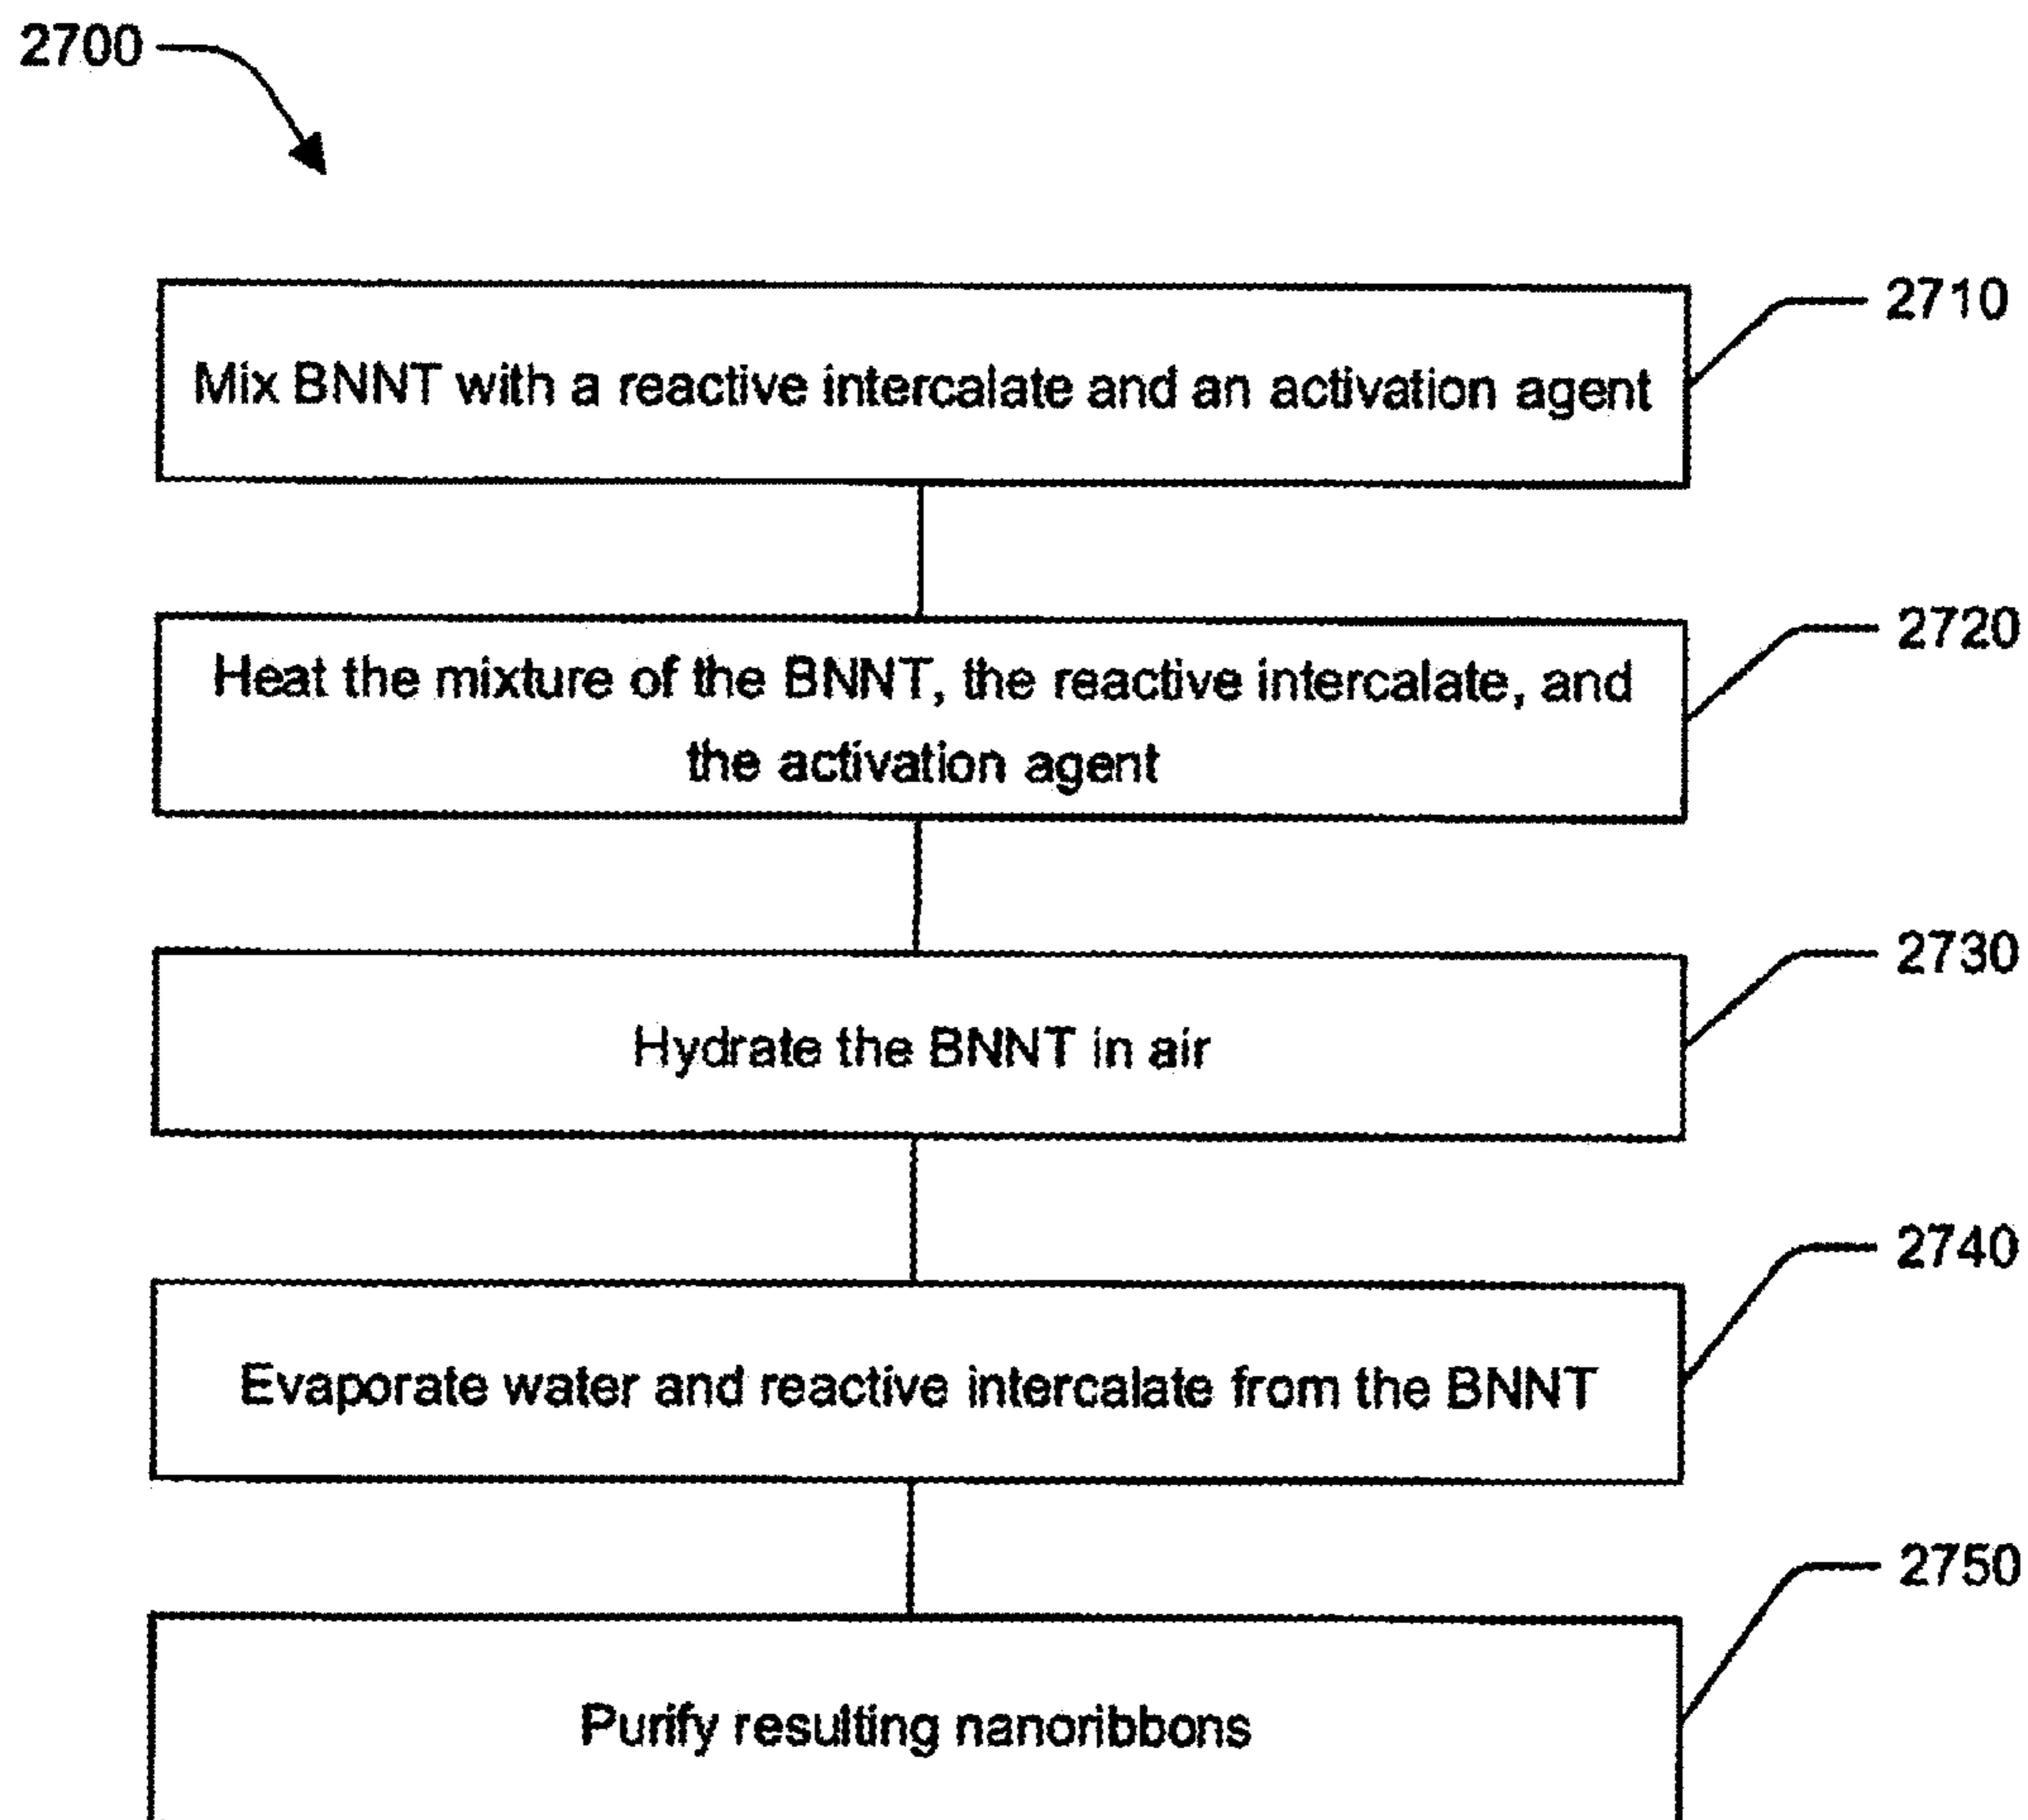 2700
2710
Mix BNNT with a reactive intercalate and an activation agent
2720
Heat the mixture of the BNNT, the reactive intercalate, and
the activation agent
2730
Hydrate the BNNT in air
2740
Evaporate water and reactive intercalate from the BNNT
2750
Purify resulting nanoribbons